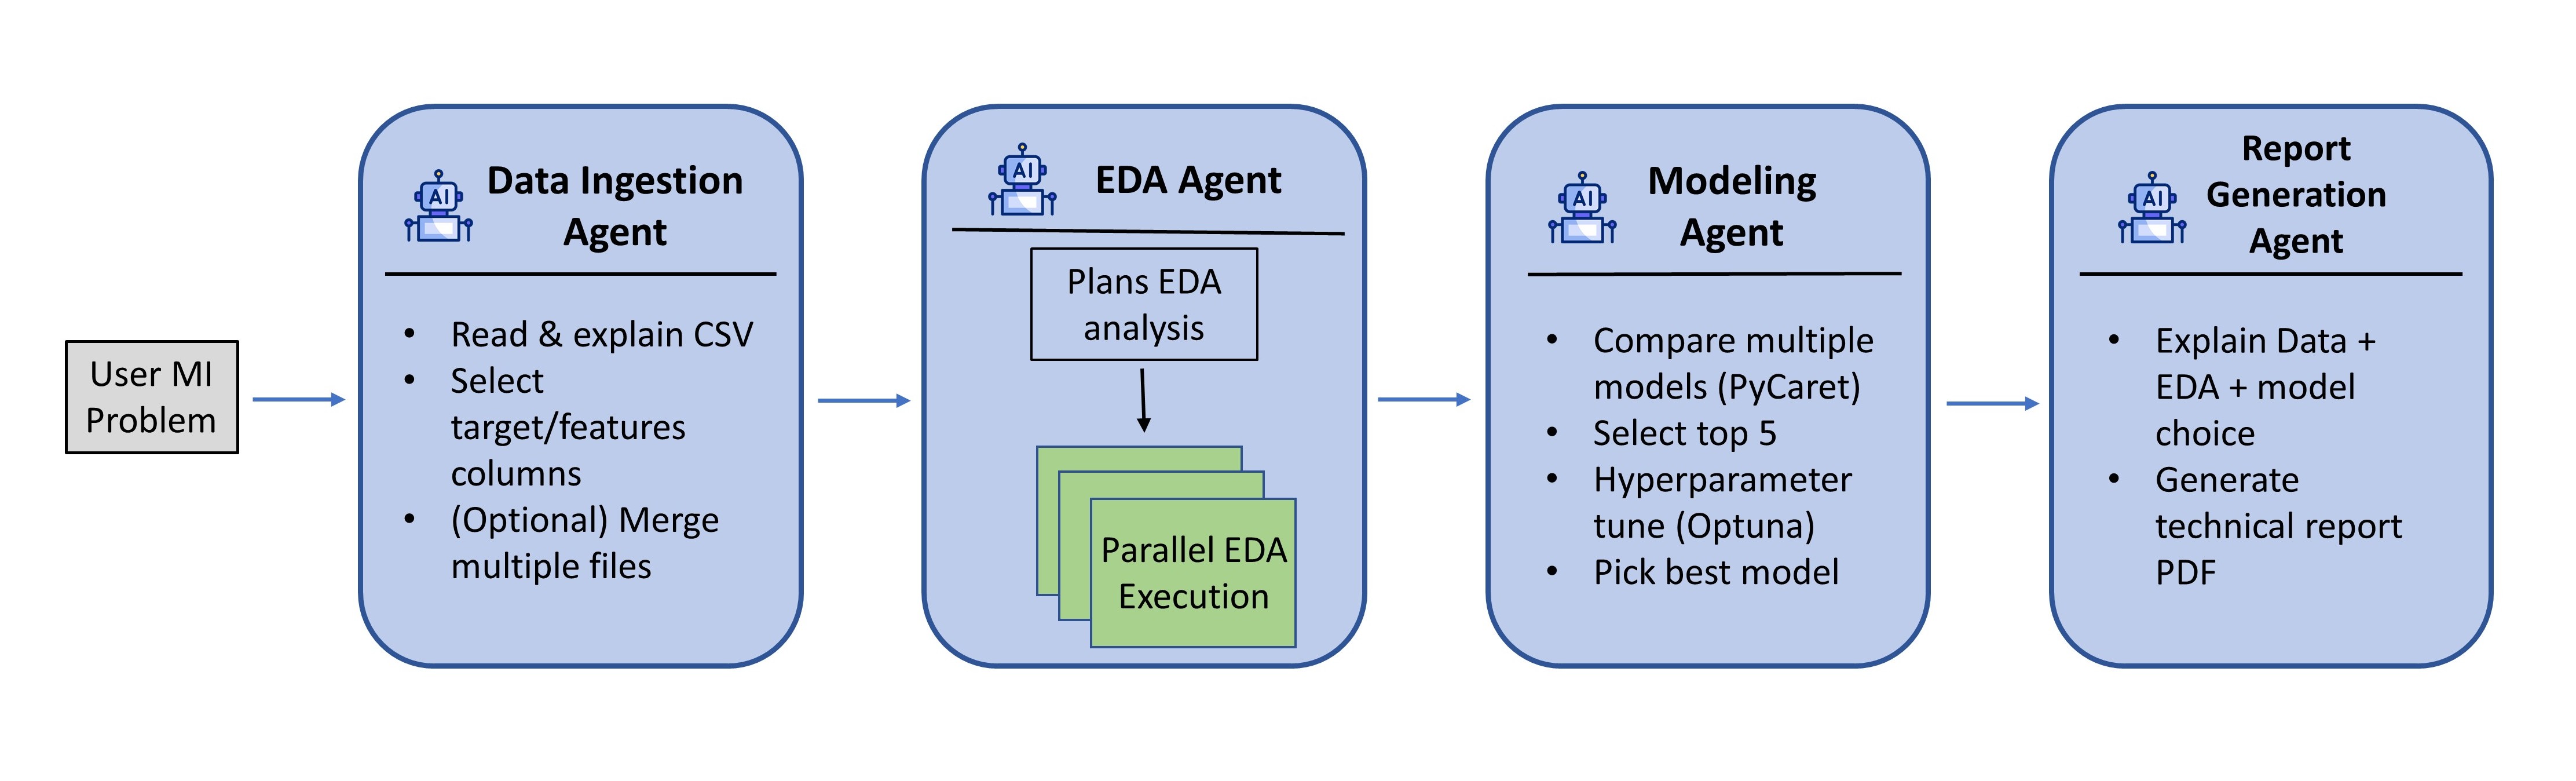 User MI
Problem
AI
Data Ingestion
Agent
• Read & explain CSV
• Select
target/features
columns
• (Optional) Merge
multiple files
AI
EDA Agent
Plans EDA
analysis
Parallel EDA
Execution
AI
Modeling
Agent
• Compare multiple
models (PyCaret)
• Select top 5
• Hyperparameter
tune (Optuna)
• Pick best model
AI
Report
Generation
Agent
• Explain Data +
EDA + model
choice
• Generate
technical report
PDF